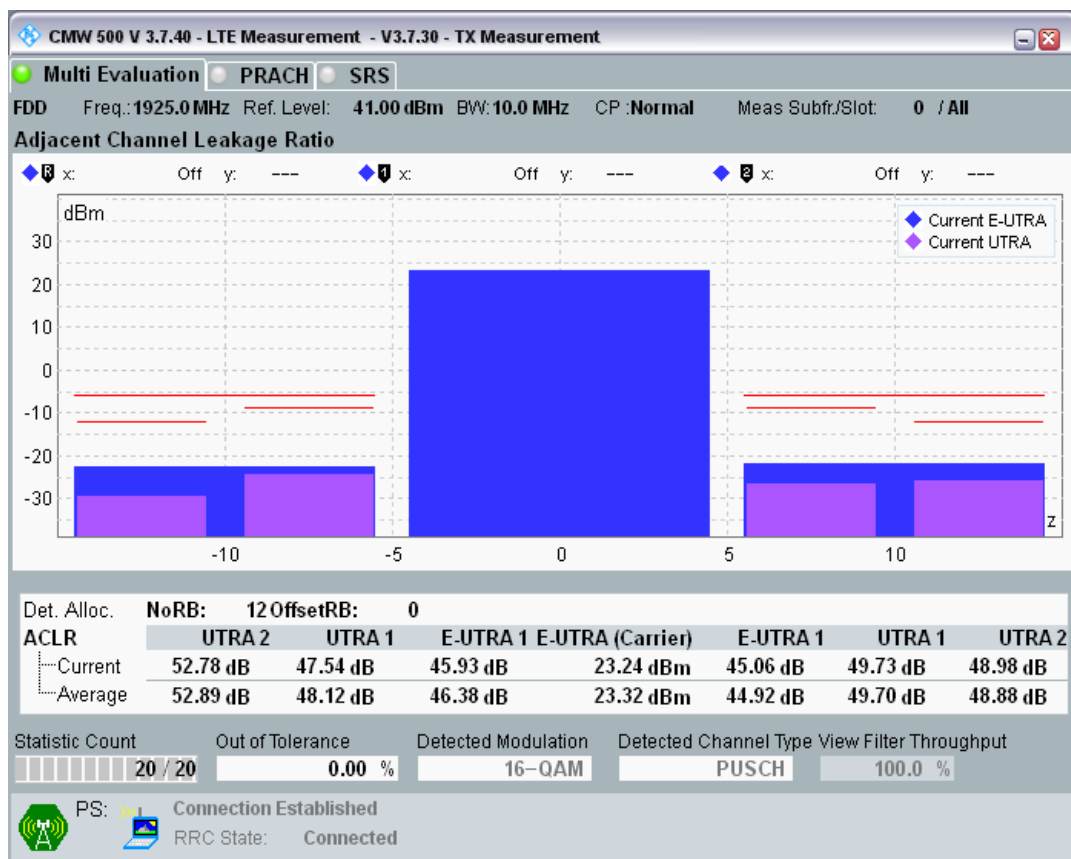 CMW 500 V 3.7.40 - LTE Measurement - V3.7.30 - TX Measurement
Multi Evaluation PRACH SRS
FDD Freq.: 1925.0 MHz Ref. Level: 41.00 dBm BW: 10.0 MHz CP :Normal Meas Subfr./Slot: 0 / All
Adjacent Channel Leakage Ratio
R x: Off y: --- 1 x: Off y: --- 2 x: Off y: ---
dBm
Current E-UTRA
Current UTRA
30
20
10
0
-10
-20
-30
z
-10 -5 0 5 10
Det. Alloc. NoRB: 12 OffsetRB: 0
ACLR UTRA 2 UTRA 1 E-UTRA 1 E-UTRA (Carrier) E-UTRA 1 UTRA 1 UTRA 2
Current 52.78 dB 47.54 dB 45.93 dB 23.24 dBm 45.06 dB 49.73 dB 48.98 dB
Average 52.89 dB 48.12 dB 46.38 dB 23.32 dBm 44.92 dB 49.70 dB 48.88 dB
Statistic Count Out of Tolerance Detected Modulation Detected Channel Type View Filter Throughput
20 / 20 0.00 % 16-QAM PUSCH 100.0 %
PS: Connection Established
RRC State: Connected